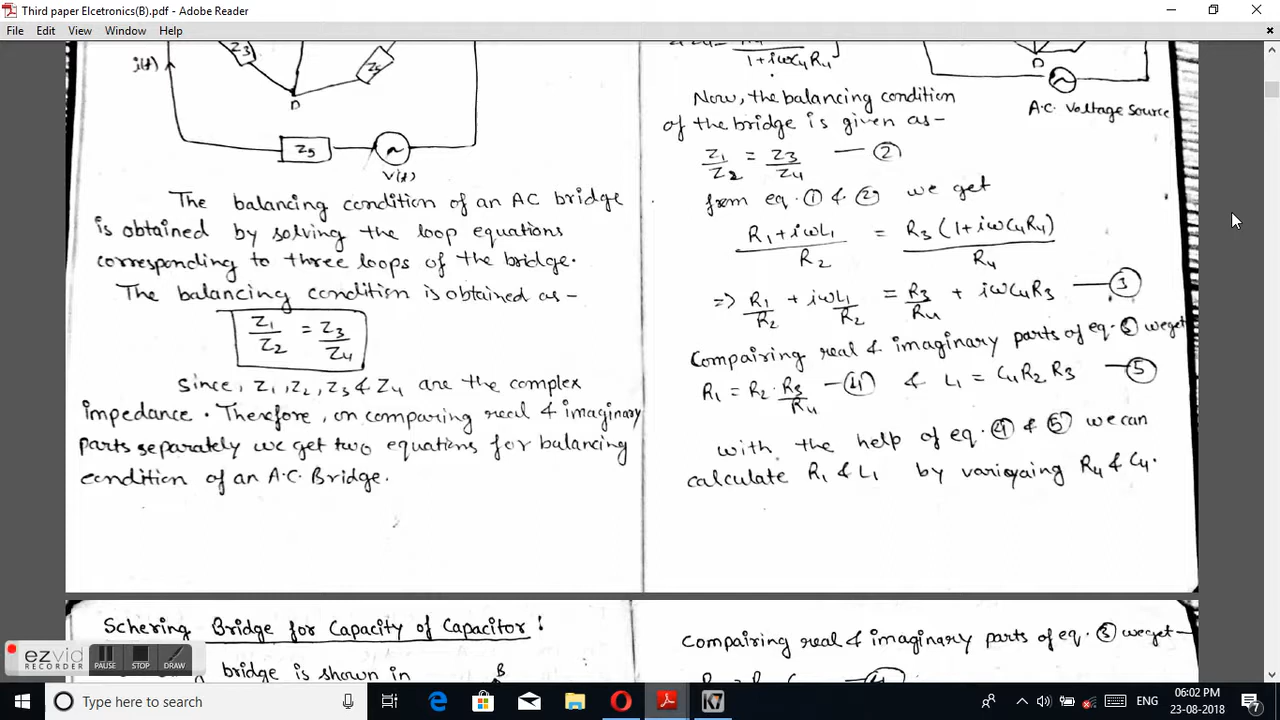 Third paper Elcetronics(B).pdf - Adobe Reader
File Edit View Window Help
Z3
Z4
i(t)
D
Z5
V(t)
The balancing condition of an AC bridge
is obtained by solving the loop equations
corresponding to three loops of the bridge.
The balancing condition is obtained as -
Z1/Z2 = Z3/Z4
Since, Z1, Z2, Z3 & Z4 are the complex
impedance. Therefore, on comparing real & imaginary
parts separately we get two equations for balancing
condition of an A.C. Bridge.
1+iωC4R4
D
A.C. Voltage Source
Now, the balancing condition
of the bridge is given as-
Z1/Z2 = Z3/Z4 — ②
from eq. ① & ② we get
(R1+iωL1)/R2 = R3(1+iωC4R4)/R4
=> R1/R2 + iωL1/R2 = R3/R4 + iωC4R3 — ③
Compairing real & imaginary parts of eq. ③ we get
R1 = R2·R3/R4 — ④ & L1 = C4R2R3 — ⑤
with the help of eq. ④ & ⑤ we can
calculate R1 & L1 by varioyaing R4 & C4.
Schering Bridge for Capacity of Capacitor:
bridge is shown in
B
Compairing real & imaginary parts of eq. ③ we get—
ezvid
RECORDER
PAUSE STOP DRAW
Type here to search
ENG
06:02 PM
23-08-2018
7